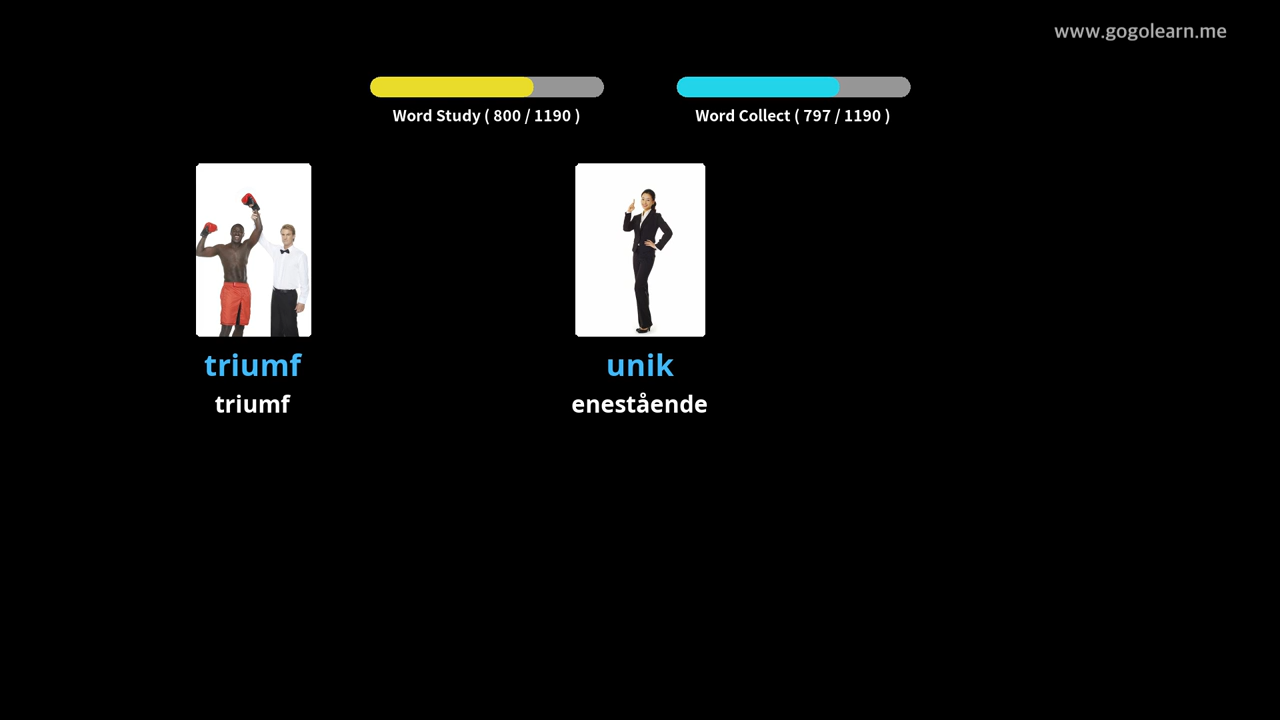 www.gogolearn.me
Word Study ( 800 / 1190 )
Word Collect ( 797 / 1190 )
triumf
triumf
unik
enestående